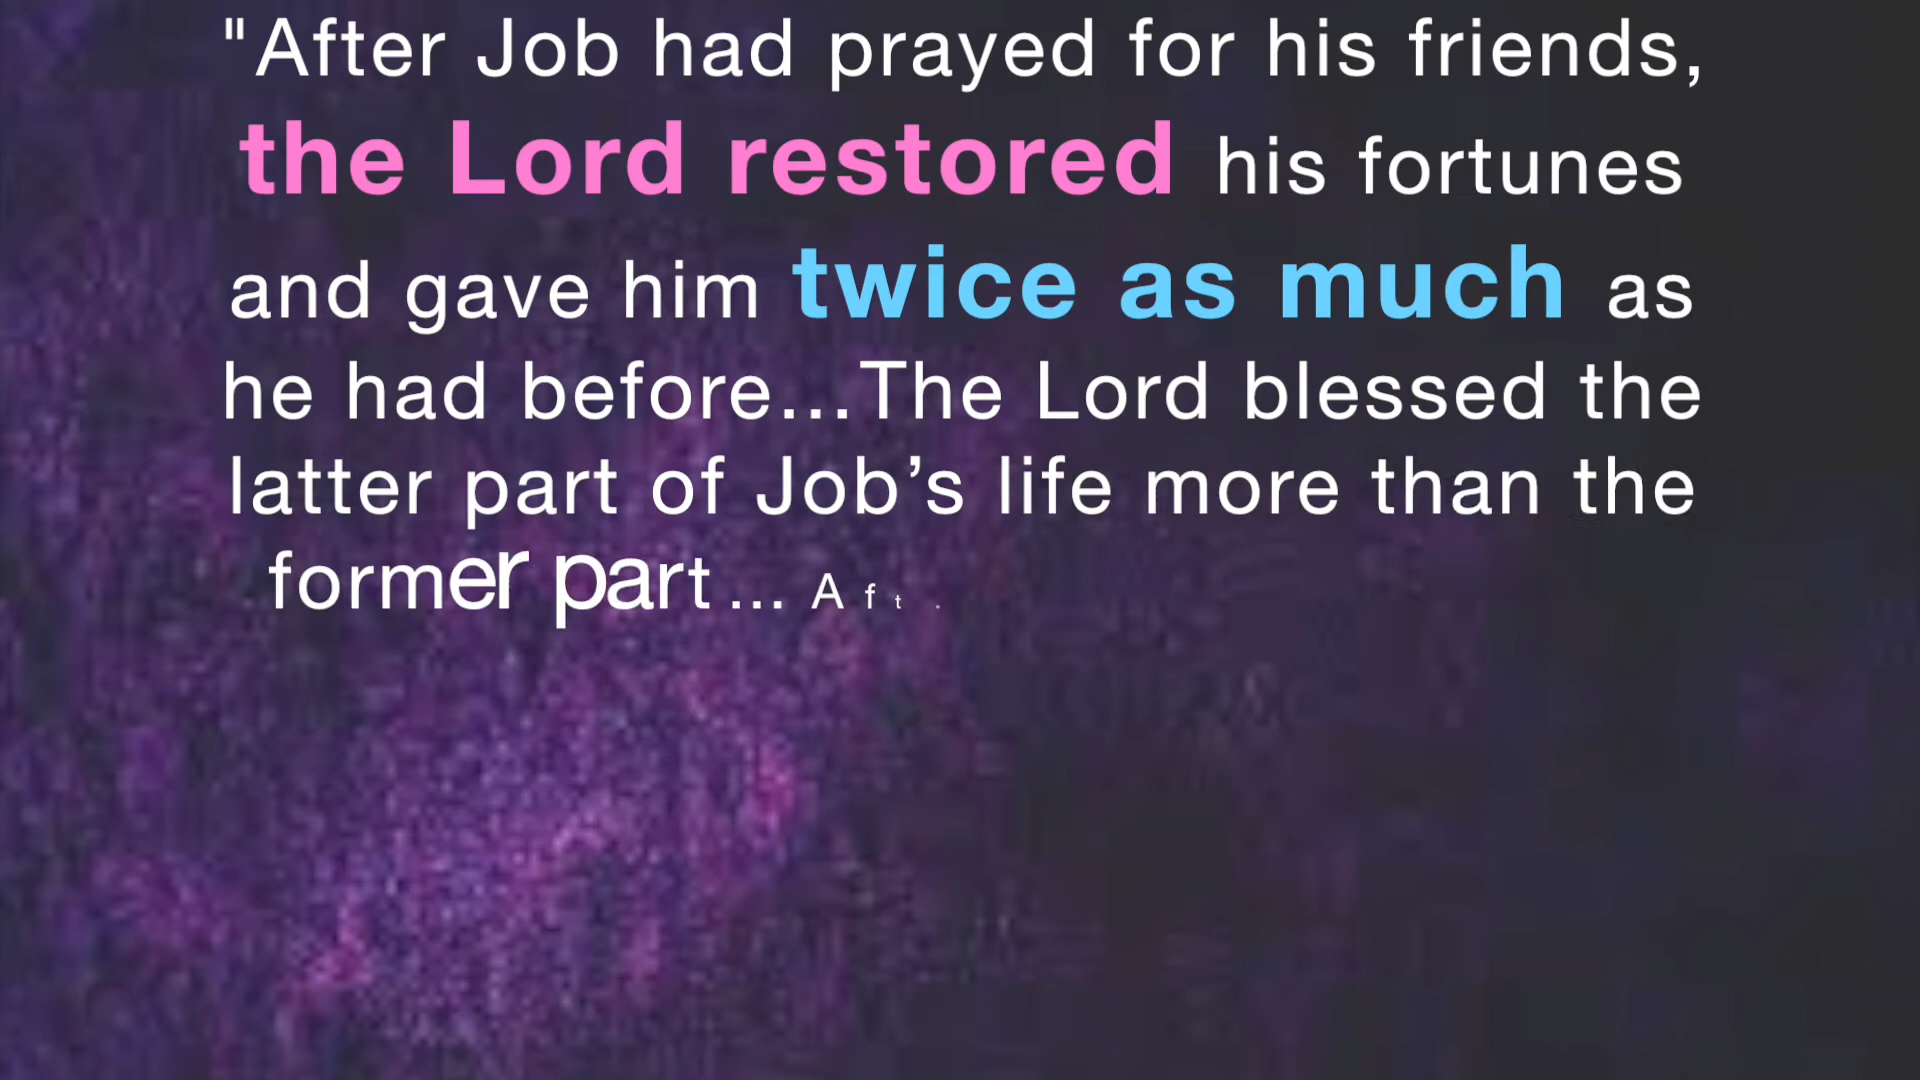 "After Job had prayed for his friends,
the Lord restored his fortunes
and gave him twice as much as
he had before...The Lord blessed the
latter part of Job’s life more than the
former part... Aft